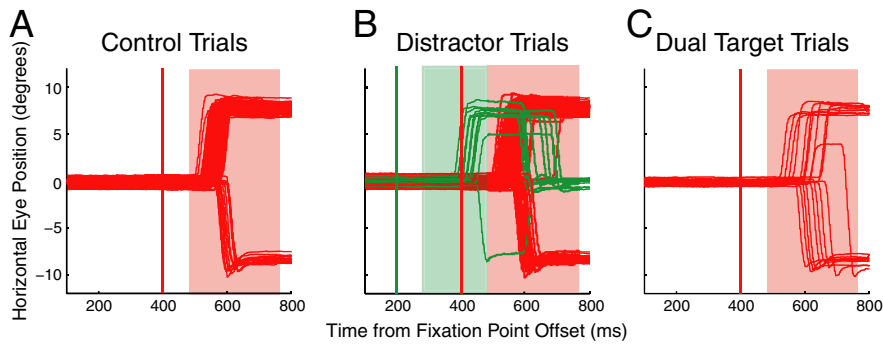 A
Control Trials
B
Distractor Trials
C
Dual Target Trials
Horizontal Eye Position (degrees)
10
5
0
−5
−10
200 400 600 800
200 400 600 800
200 400 600 800
Time from Fixation Point Offset (ms)